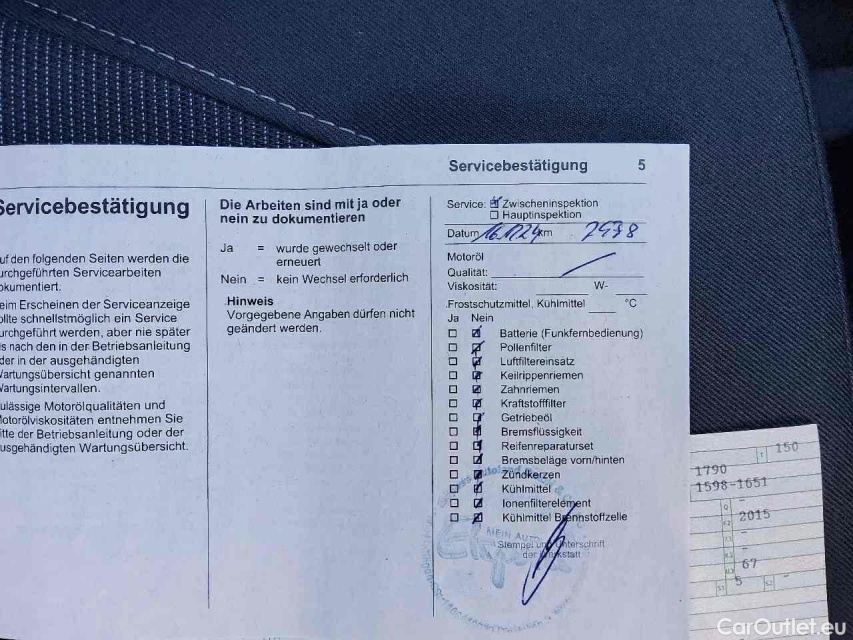 Servicebestätigung 5
Servicebestätigung
uf den folgenden Seiten werden die
urchgeführten Servicearbeiten
okumentiert.
eim Erscheinen der Serviceanzeige
ollte schnellstmöglich ein Service
urchgeführt werden, aber nie später
s nach den in der Betriebsanleitung
der in der ausgehändigten
Wartungsübersicht genannten
Wartungsintervallen.
ulässige Motorölqualitäten und
Motorölviskositäten entnehmen Sie
itte der Betriebsanleitung oder der
usgehändigten Wartungsübersicht.
Die Arbeiten sind mit ja oder
nein zu dokumentieren
Ja = wurde gewechselt oder
erneuert
Nein = kein Wechsel erforderlich
Hinweis
Vorgegebene Angaben dürfen nicht
geändert werden.
Service: Zwischeninspektion
Hauptinspektion
Datum km
Motoröl
Qualität:
Viskosität: W-
Frostschutzmittel, Kühlmittel °C
Ja Nein
Batterie (Funkfernbedienung)
Pollenfilter
Luftfiltereinsatz
Keilrippenriemen
Zahnriemen
Kraftstofffilter
Getriebeöl
Bremsflüssigkeit
Reifenreparaturset
Bremsbeläge vorn/hinten
Zündkerzen
Kühlmittel
Ionenfilterelement
Kühlmittel Brennstoffzelle
MEIN AUTO
Stempel und Unterschrift
der Werkstatt
150
1790
1598-1651
2015
67
5
CarOutlet.eu